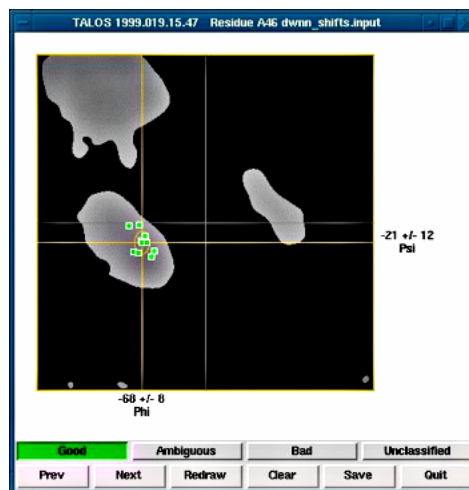 TALOS 1999.019.15.47 Residue A46 dwnn_shifts.input
-21 +/- 12
Psi
-68 +/- 8
Phi
Good Ambiguous Bad Unclassified
Prev Next Redraw Clear Save Quit